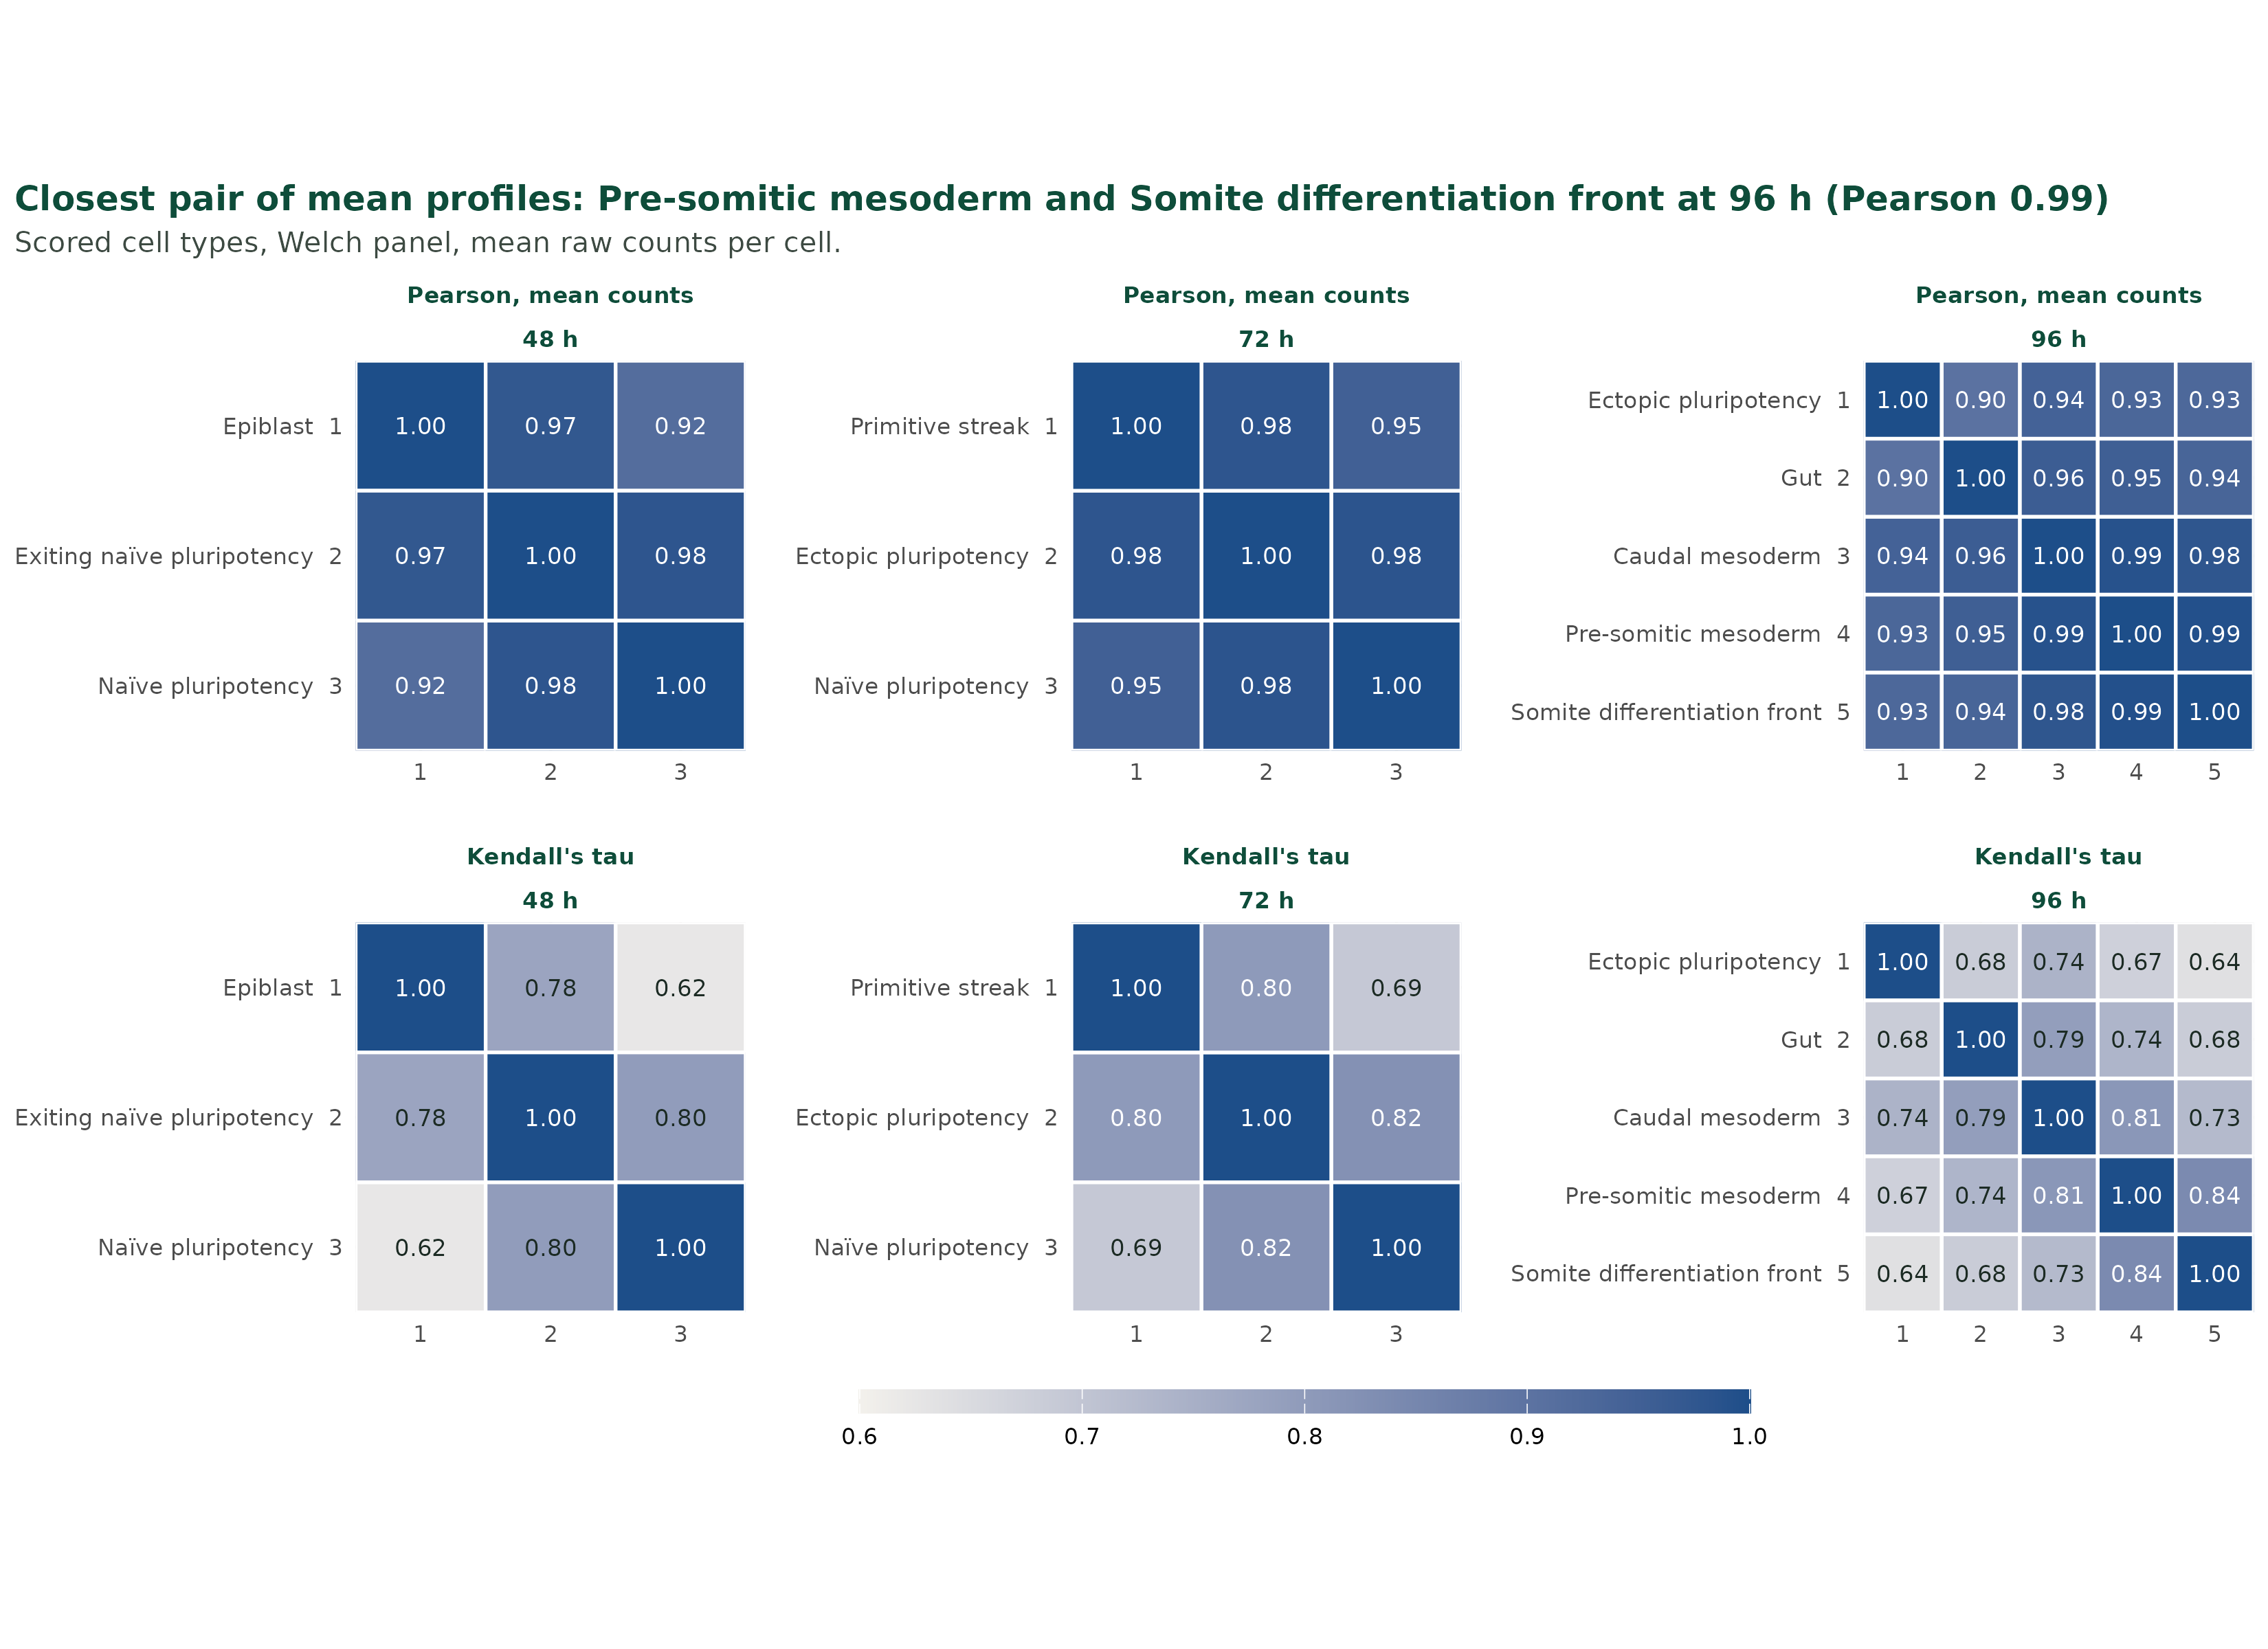 Closest pair of mean profiles: Pre-somitic mesoderm and Somite differentiation front at 96 h (Pearson 0.99)
Scored cell types, Welch panel, mean raw counts per cell.
Pearson, mean counts
48 h
Epiblast 1 1.00 0.97 0.92
Exiting naïve pluripotency 2 0.97 1.00 0.98
Naïve pluripotency 3 0.92 0.98 1.00
1 2 3
Pearson, mean counts
72 h
Primitive streak 1 1.00 0.98 0.95
Ectopic pluripotency 2 0.98 1.00 0.98
Naïve pluripotency 3 0.95 0.98 1.00
1 2 3
Pearson, mean counts
96 h
Ectopic pluripotency 1 1.00 0.90 0.94 0.93 0.93
Gut 2 0.90 1.00 0.96 0.95 0.94
Caudal mesoderm 3 0.94 0.96 1.00 0.99 0.98
Pre-somitic mesoderm 4 0.93 0.95 0.99 1.00 0.99
Somite differentiation front 5 0.93 0.94 0.98 0.99 1.00
1 2 3 4 5
Kendall's tau
48 h
Epiblast 1 1.00 0.78 0.62
Exiting naïve pluripotency 2 0.78 1.00 0.80
Naïve pluripotency 3 0.62 0.80 1.00
1 2 3
Kendall's tau
72 h
Primitive streak 1 1.00 0.80 0.69
Ectopic pluripotency 2 0.80 1.00 0.82
Naïve pluripotency 3 0.69 0.82 1.00
1 2 3
Kendall's tau
96 h
Ectopic pluripotency 1 1.00 0.68 0.74 0.67 0.64
Gut 2 0.68 1.00 0.79 0.74 0.68
Caudal mesoderm 3 0.74 0.79 1.00 0.81 0.73
Pre-somitic mesoderm 4 0.67 0.74 0.81 1.00 0.84
Somite differentiation front 5 0.64 0.68 0.73 0.84 1.00
1 2 3 4 5
0.6 0.7 0.8 0.9 1.0